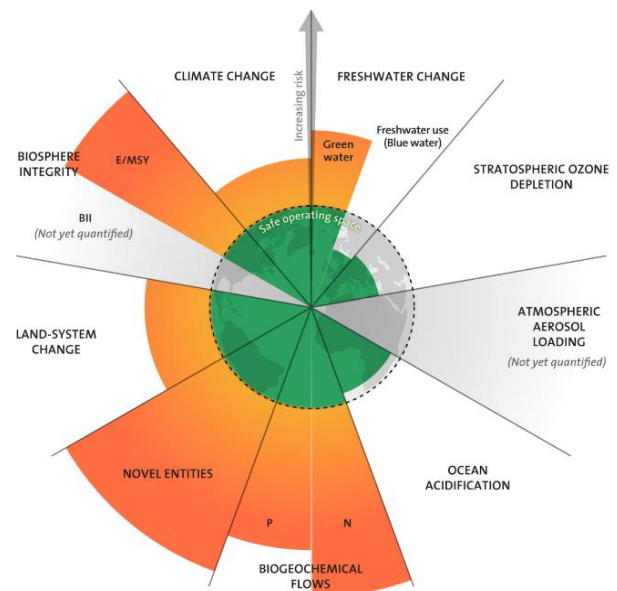 CLIMATE CHANGE
FRESHWATER CHANGE
Increasing risk
Green
water
Freshwater use
(Blue water)
STRATOSPHERIC OZONE
DEPLETION
BIOSPHERE
INTEGRITY
E/MSY
BII
(Not yet quantified)
Safe operating space
ATMOSPHERIC
AEROSOL
LOADING
(Not yet quantified)
LAND-SYSTEM
CHANGE
NOVEL ENTITIES
OCEAN
ACIDIFICATION
P
N
BIOGEOCHEMICAL
FLOWS